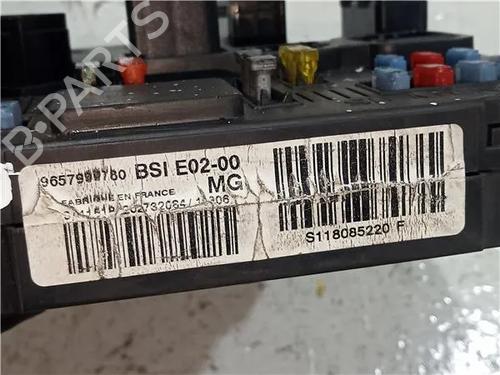 B-PARTS
9657999780 BSI E02-00
FABRIQUE EN FRANCE MG
S118085220 F